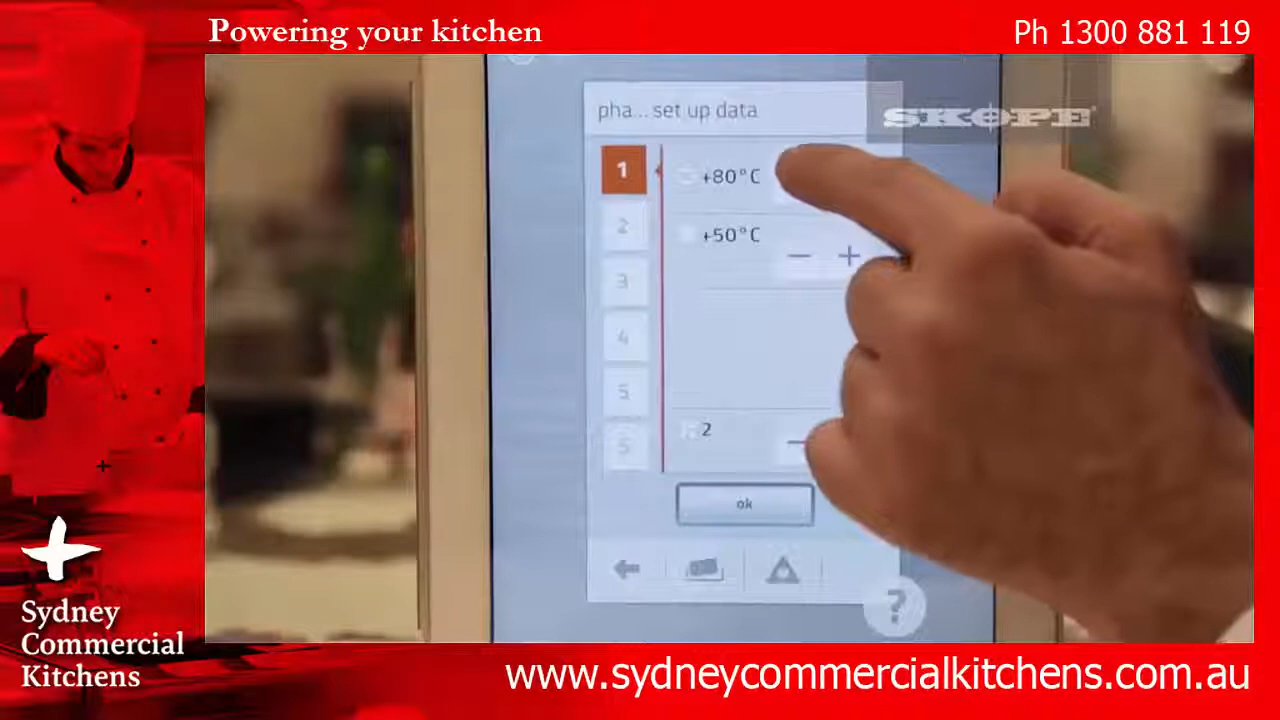 Powering your kitchen
Ph 1300 881 119
SKOPE
pha... set up data
1
+80°C
2
+50°C
− +
3
4
5
2
−
5
ok
?
Sydney
Commercial
Kitchens
www.sydneycommercialkitchens.com.au